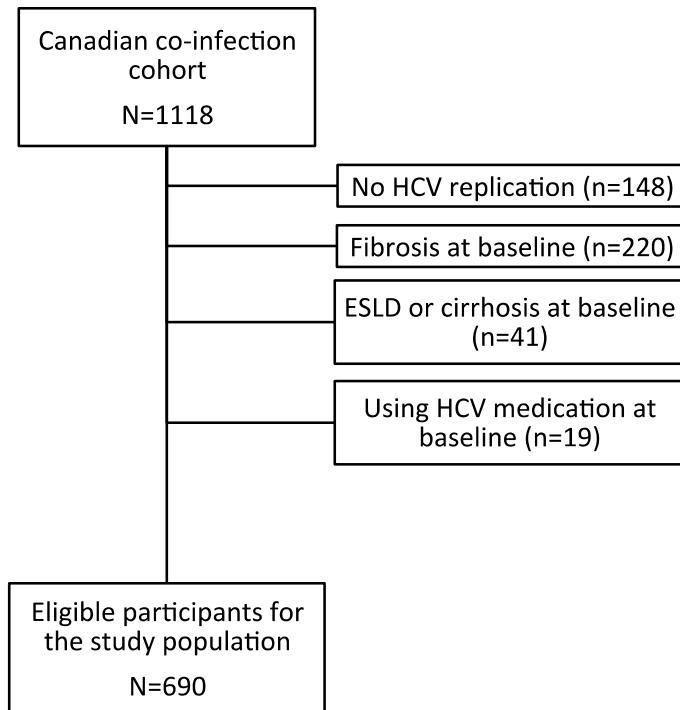 Canadian co-infection
cohort
N=1118
No HCV replication (n=148)
Fibrosis at baseline (n=220)
ESLD or cirrhosis at baseline
(n=41)
Using HCV medication at
baseline (n=19)
Eligible participants for
the study population
N=690